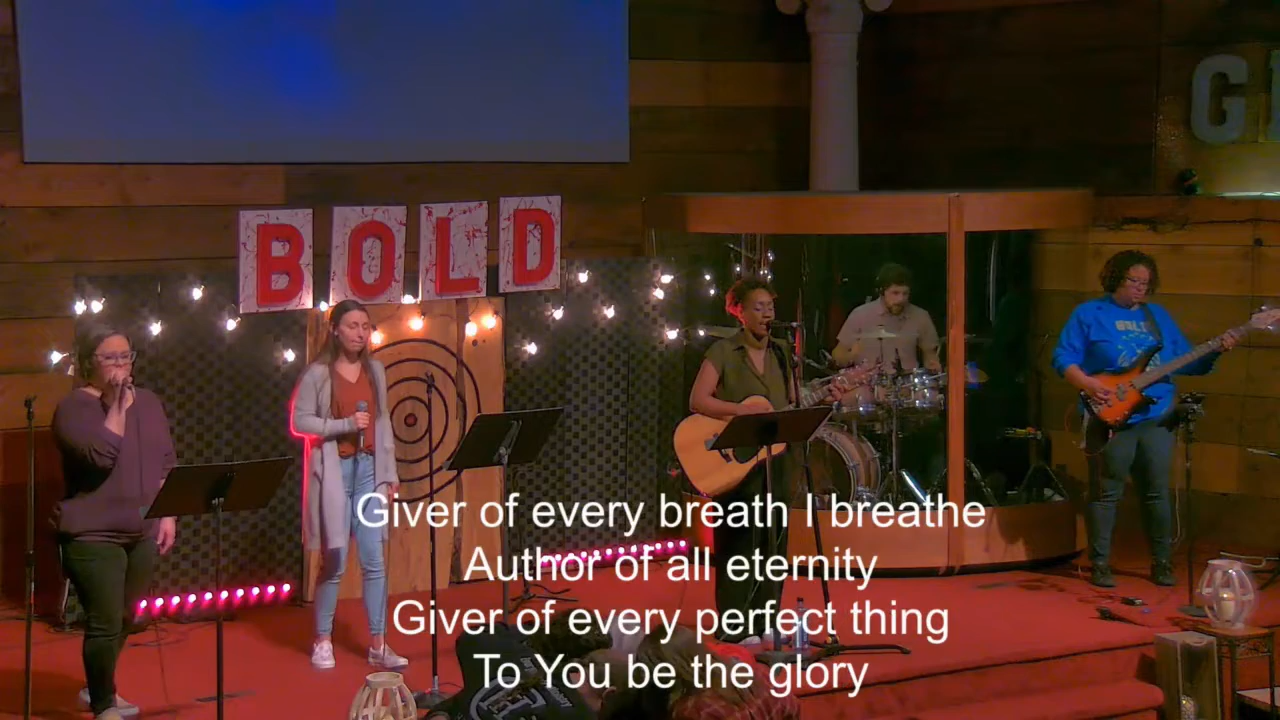 BOLD
G
Giver of every breath I breathe
Author of all eternity
Giver of every perfect thing
To You be the glory